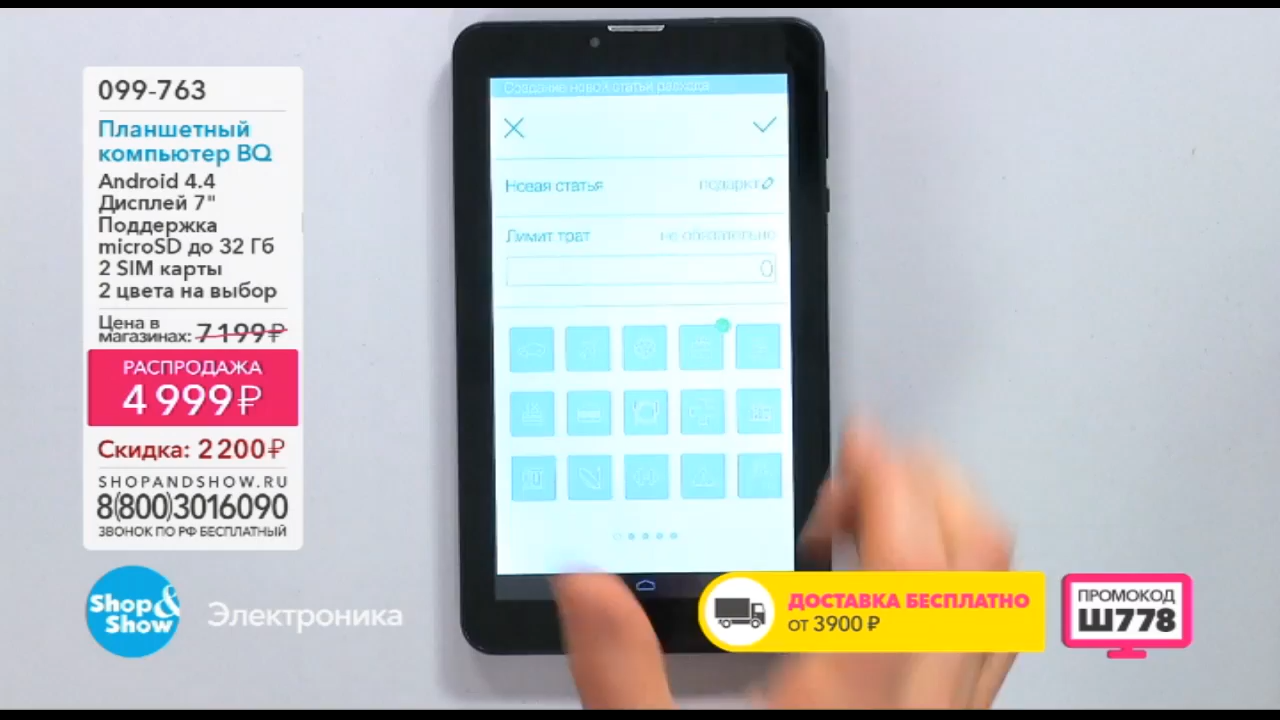 099-763
Планшетный
компьютер BQ
Android 4.4
Дисплей 7"
Поддержка
microSD до 32 Гб
2 SIM карты
2 цвета на выбор
Цена в
магазинах: 7 199 ₽
РАСПРОДАЖА
4 999 ₽
Скидка: 2 200 ₽
SHOPANDSHOW.RU
8(800)3016090
ЗВОНОК ПО РФ БЕСПЛАТНЫЙ
Shop &
Show
Электроника
Создание новой статьи расхода
Новая статья подаркт
Лимит трат не обязательно
0
ДОСТАВКА БЕСПЛАТНО
от 3900 ₽
ПРОМОКОД
Ш778